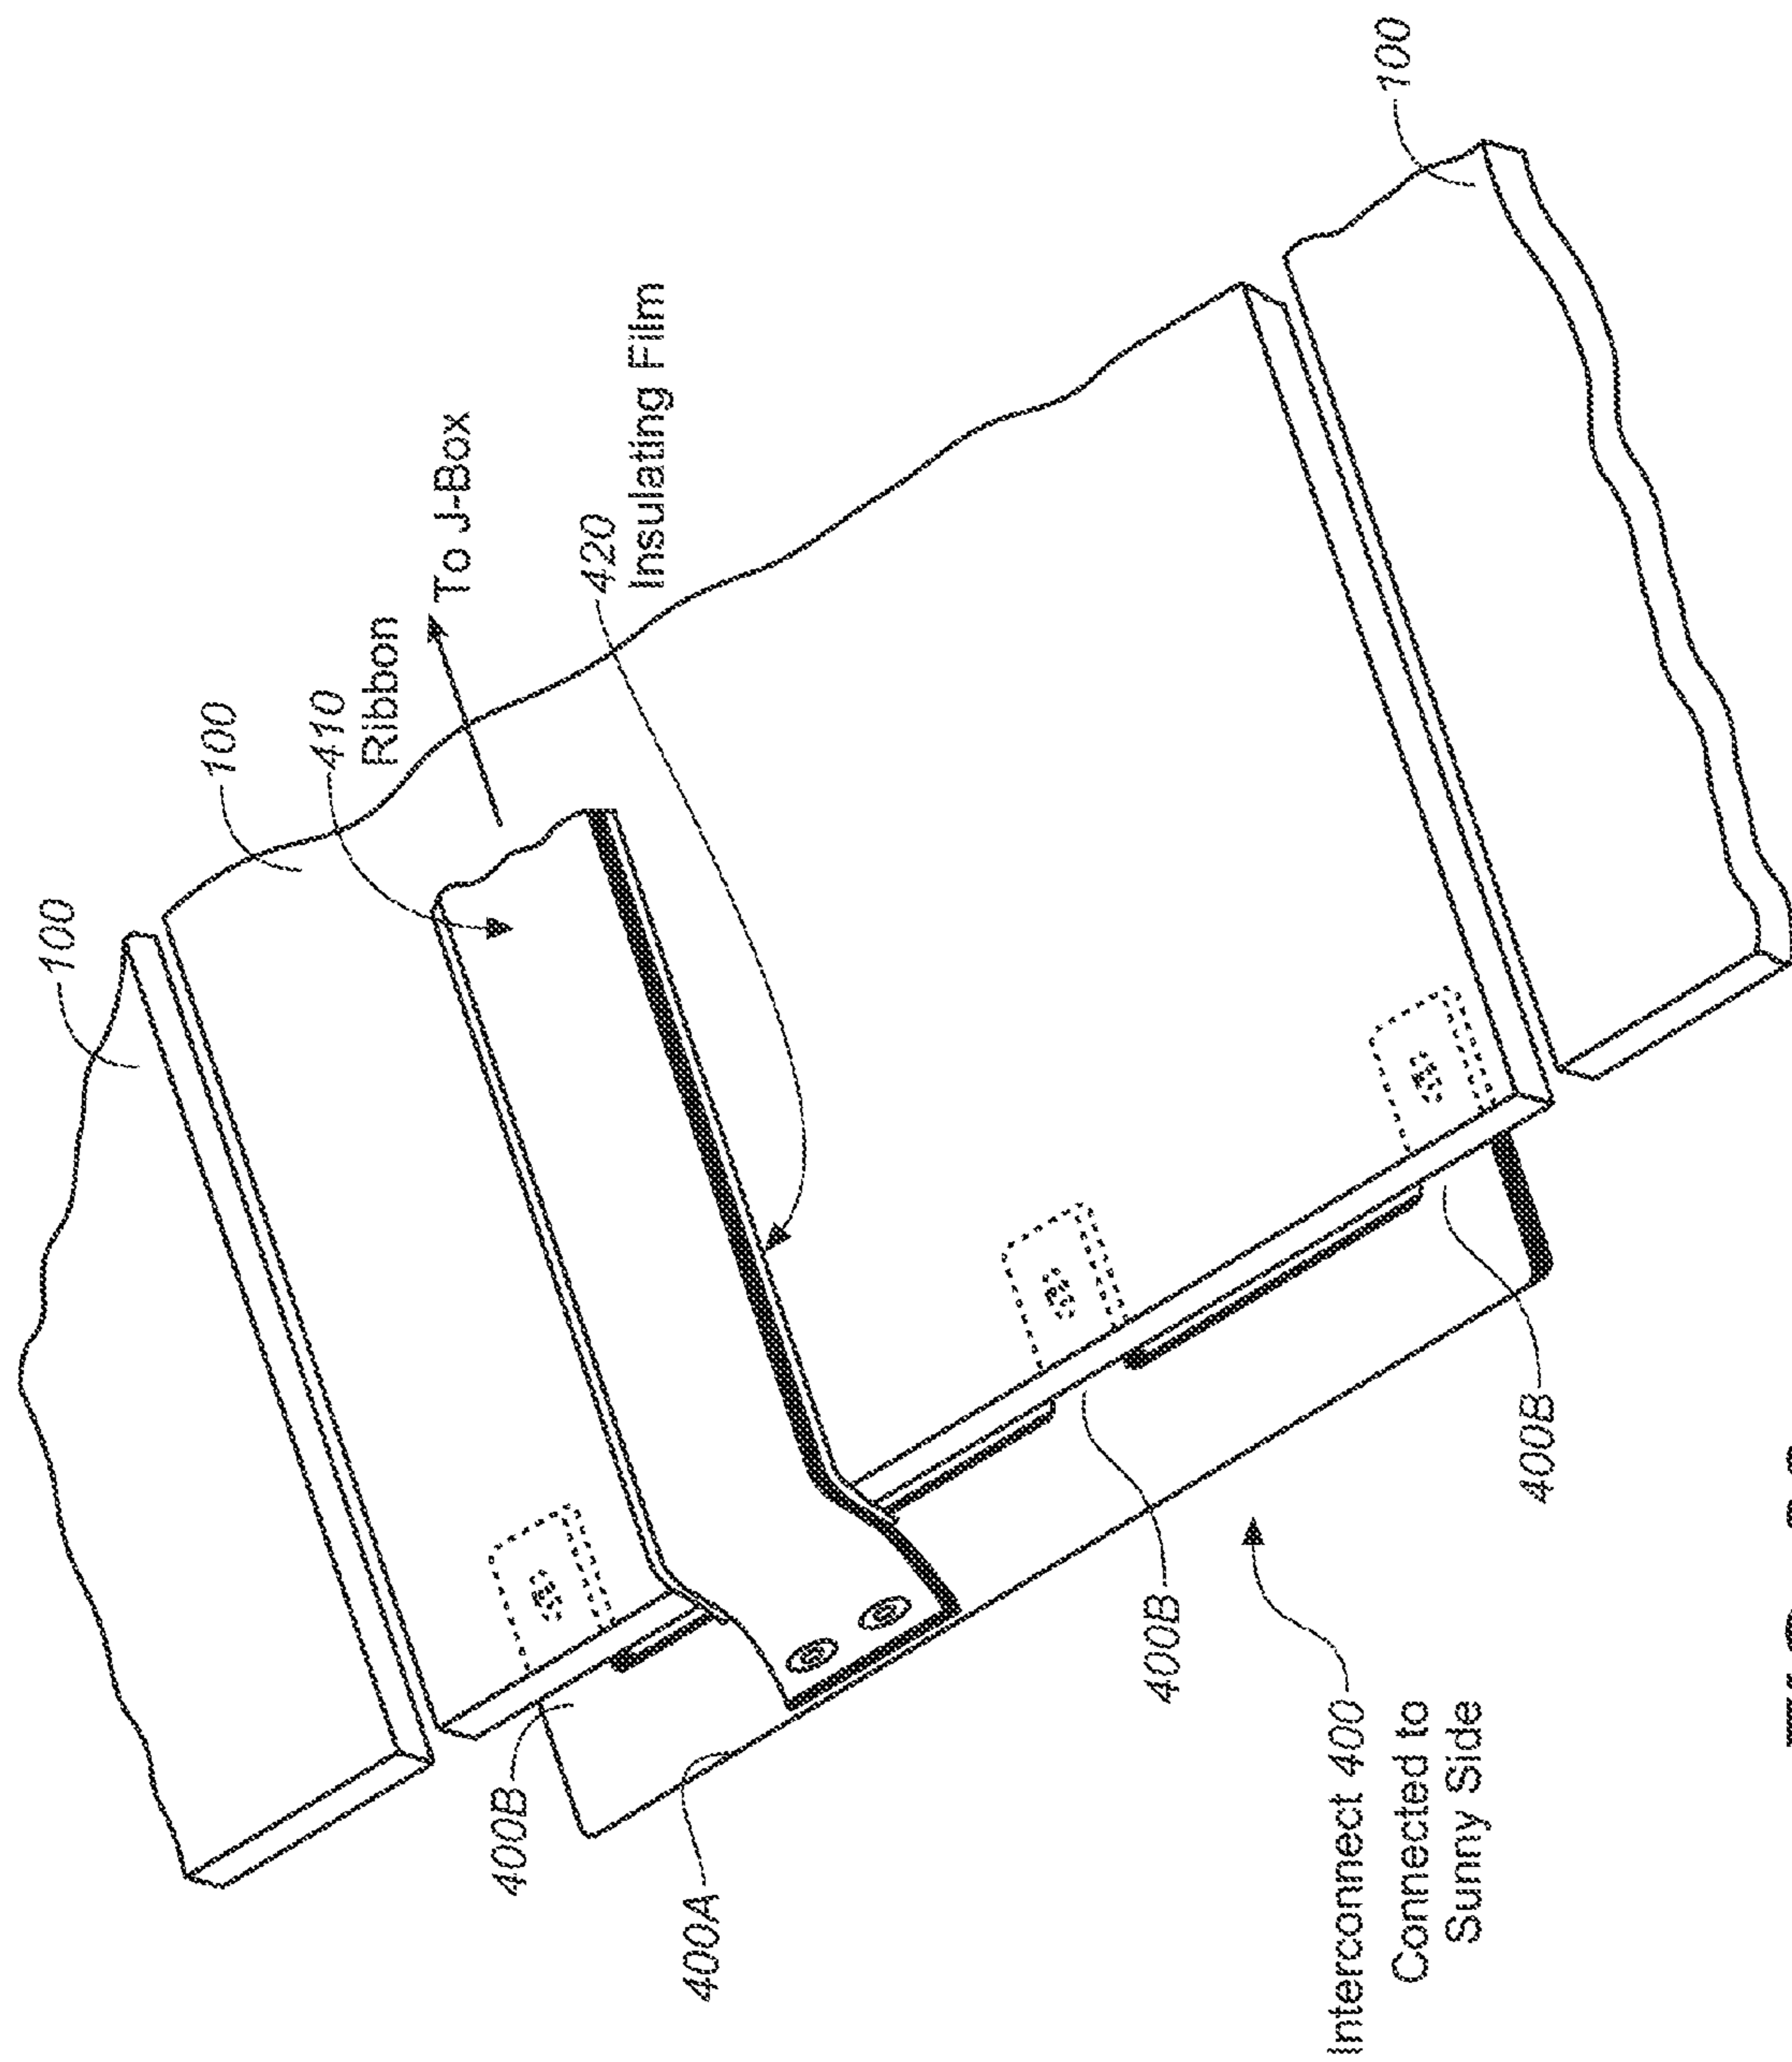 100
100
410
Ribbon
To J-Box
400B
420
Insulating Film
400A
400B
Interconnect 400
Connected to
Sunny Side
100
400B